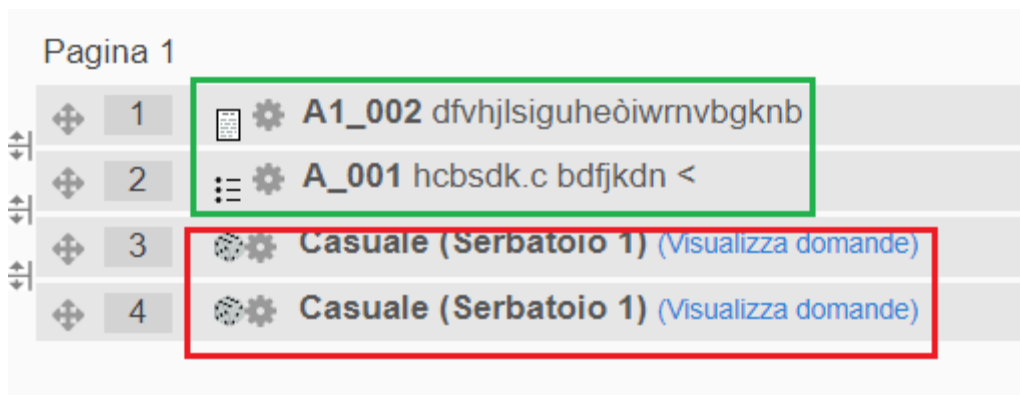 Pagina 1
1 A1_002 dfvhjlsiguheòiwrnvbgknb
2 A_001 hcbsdk.c bdfjkdn <
3 Casuale (Serbatoio 1) (Visualizza domande)
4 Casuale (Serbatoio 1) (Visualizza domande)